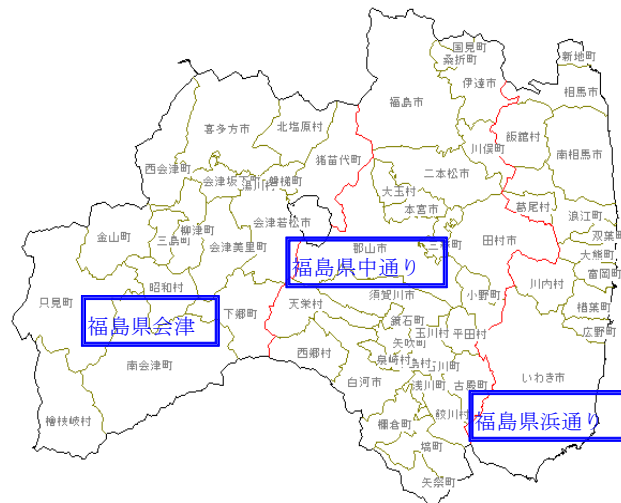 国見町
桑折町
新地町
伊達市
相馬市
福島市
喜多方市
北塩原村
川俣町
飯舘村
猪苗代町
南相馬市
西会津町
会津坂下町
湯川村
磐梯町
二本松市
大玉村
本宮市
葛尾村
浪江町
会津若松市
柳津町
金山町
三島町
会津美里町
郡山市
田村市
双葉町
大熊町
福島県中通り
富岡町
昭和村
川内村
須賀川市
小野町
楢葉町
只見町
天栄村
下郷町
福島県会津
鏡石町
玉川村
平田村
広野町
矢吹町
西郷村
泉崎村
南会津町
白河市
浅川町
古殿町
いわき市
檜枝岐村
棚倉町
鮫川村
福島県浜通り
塙町
矢祭町